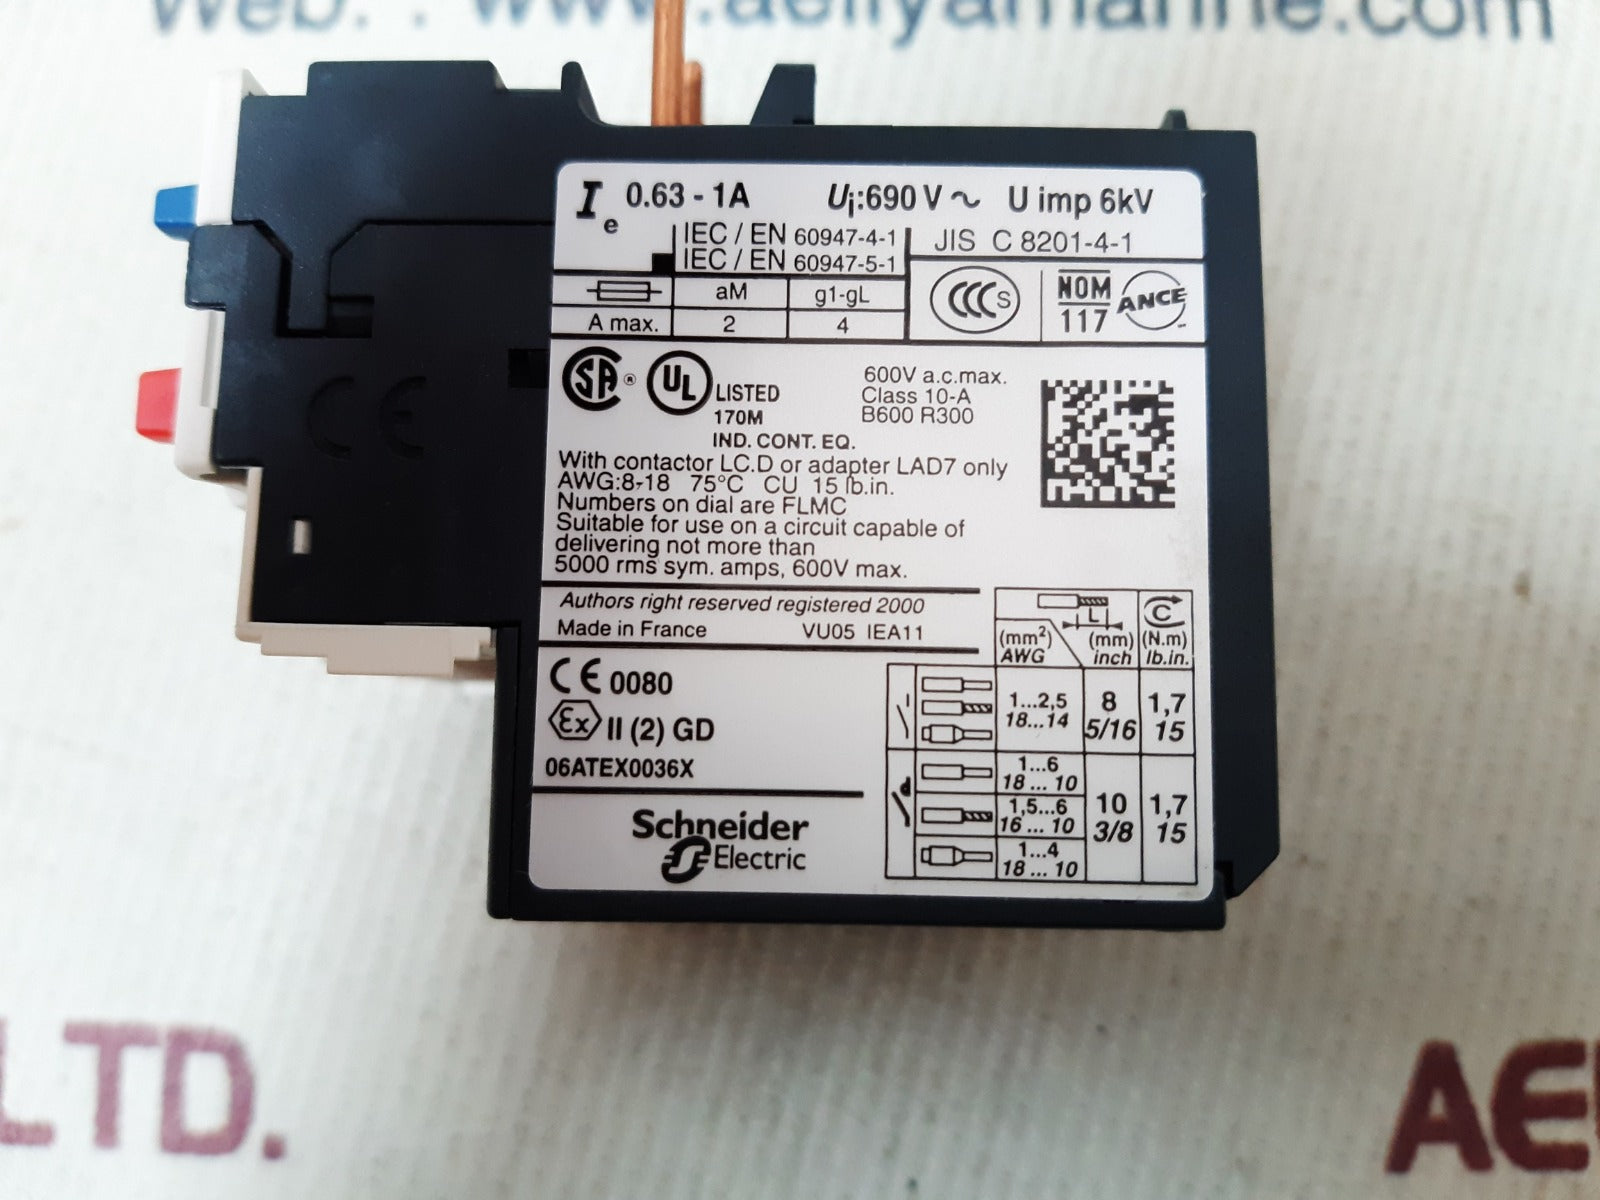 web. www.aeliyamarine.com
Ie 0.63 - 1A Ui:690 V ~ U imp 6kV
IEC / EN 60947-4-1
IEC / EN 60947-5-1
JIS C 8201-4-1
aM g1-gL
A max. 2 4
CCC S
NOM 117
ANCE
CE
SA ® UL LISTED
170M
IND. CONT. EQ.
600V a.c.max.
Class 10-A
B600 R300
With contactor LC.D or adapter LAD7 only
AWG:8-18 75°C CU 15 lb.in.
Numbers on dial are FLMC
Suitable for use on a circuit capable of
delivering not more than
5000 rms sym. amps, 600V max.
Authors right reserved registered 2000
Made in France VU05 IEA11
CE 0080
Ex II (2) GD
06ATEX0036X
Schneider
Electric
L C
(mm²) (mm) (N.m)
AWG inch lb.in.
1...2,5 8 1,7
18...14 5/16 15
1...6
18 ... 10
1,5...6 10 1,7
16 ... 10 3/8 15
1...4
18 ... 10
LTD.
AE